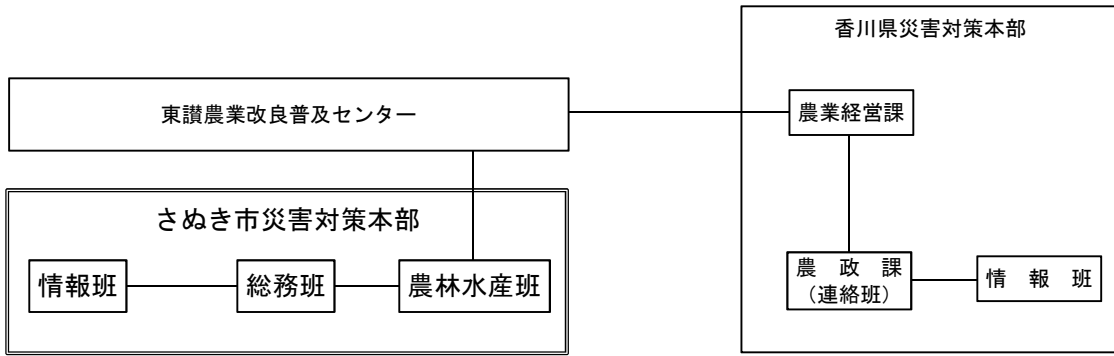 香川県災害対策本部
東讃農業改良普及センター
農業経営課
さぬき市災害対策本部
情報班
総務班
農林水産班
農　政　課
（連絡班）
情　報　班